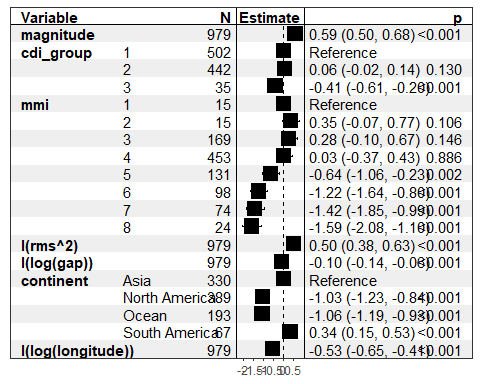 Variable N Estimate p
magnitude 979 0.59 (0.50, 0.68) <0.001
cdi_group 1 502 Reference
2 442 0.06 (-0.02, 0.14) 0.130
3 35 -0.41 (-0.61, -0.20)
mmi 1 15 Reference
2 15 0.35 (-0.07, 0.77) 0.106
3 169 0.28 (-0.10, 0.67) 0.146
4 453 0.03 (-0.37, 0.43) 0.886
5 131 -0.64 (-1.06, -0.23) 0.002
6 98 -1.22 (-1.64, -0.80)
7 74 -1.42 (-1.85, -0.99)
8 24 -1.59 (-2.08, -1.10)
I(rms^2) 979 0.50 (0.38, 0.63) <0.001
I(log(gap)) 979 -0.10 (-0.14, -0.06)
continent Asia 330 Reference
North America 389 -1.03 (-1.23, -0.84)
Ocean 193 -1.06 (-1.19, -0.93)
South America 67 0.34 (0.15, 0.53) <0.001
I(log(longitude)) 979 -0.53 (-0.65, -0.41)